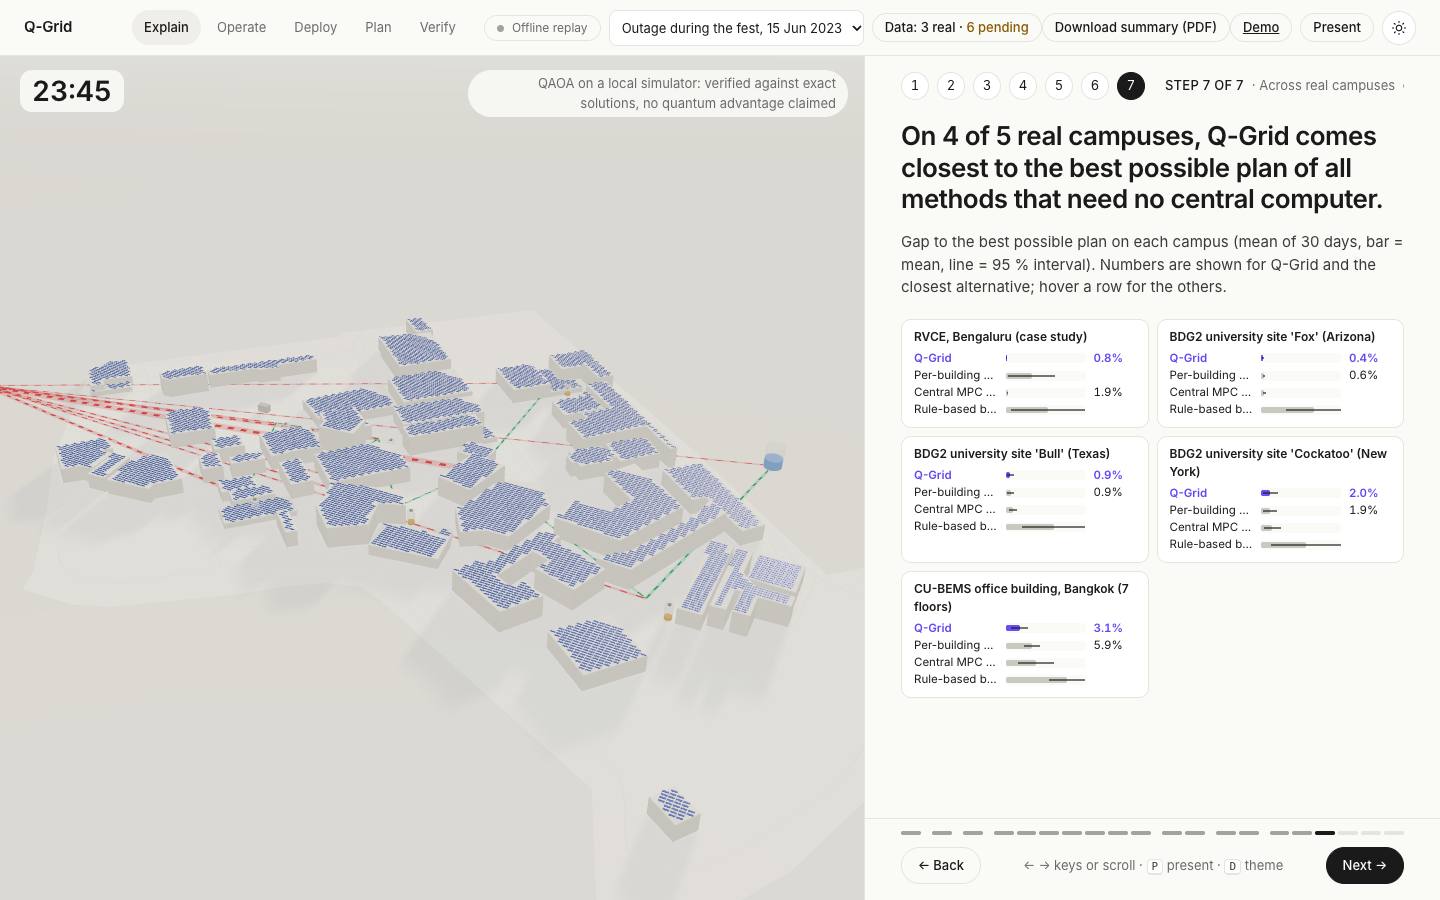 Q-Grid
Explain
Operate
Deploy
Plan
Verify
Offline replay
Outage during the fest, 15 Jun 2023
Data: 3 real · 6 pending
Download summary (PDF)
Demo
Present
23:45
QAOA on a local simulator: verified against exact
solutions, no quantum advantage claimed
1 2 3 4 5 6 7 STEP 7 OF 7 · Across real campuses
On 4 of 5 real campuses, Q-Grid comes
closest to the best possible plan of all
methods that need no central computer.
Gap to the best possible plan on each campus (mean of 30 days, bar =
mean, line = 95 % interval). Numbers are shown for Q-Grid and the
closest alternative; hover a row for the others.
RVCE, Bengaluru (case study)
Q-Grid 0.8%
Per-building ...
Central MPC ... 1.9%
Rule-based b...
BDG2 university site 'Fox' (Arizona)
Q-Grid 0.4%
Per-building ... 0.6%
Central MPC ...
Rule-based b...
BDG2 university site 'Bull' (Texas)
Q-Grid 0.9%
Per-building ... 0.9%
Central MPC ...
Rule-based b...
BDG2 university site 'Cockatoo' (New
York)
Q-Grid 2.0%
Per-building ... 1.9%
Central MPC ...
Rule-based b...
CU-BEMS office building, Bangkok (7
floors)
Q-Grid 3.1%
Per-building ... 5.9%
Central MPC ...
Rule-based b...
← Back
← → keys or scroll · P present · D theme
Next →